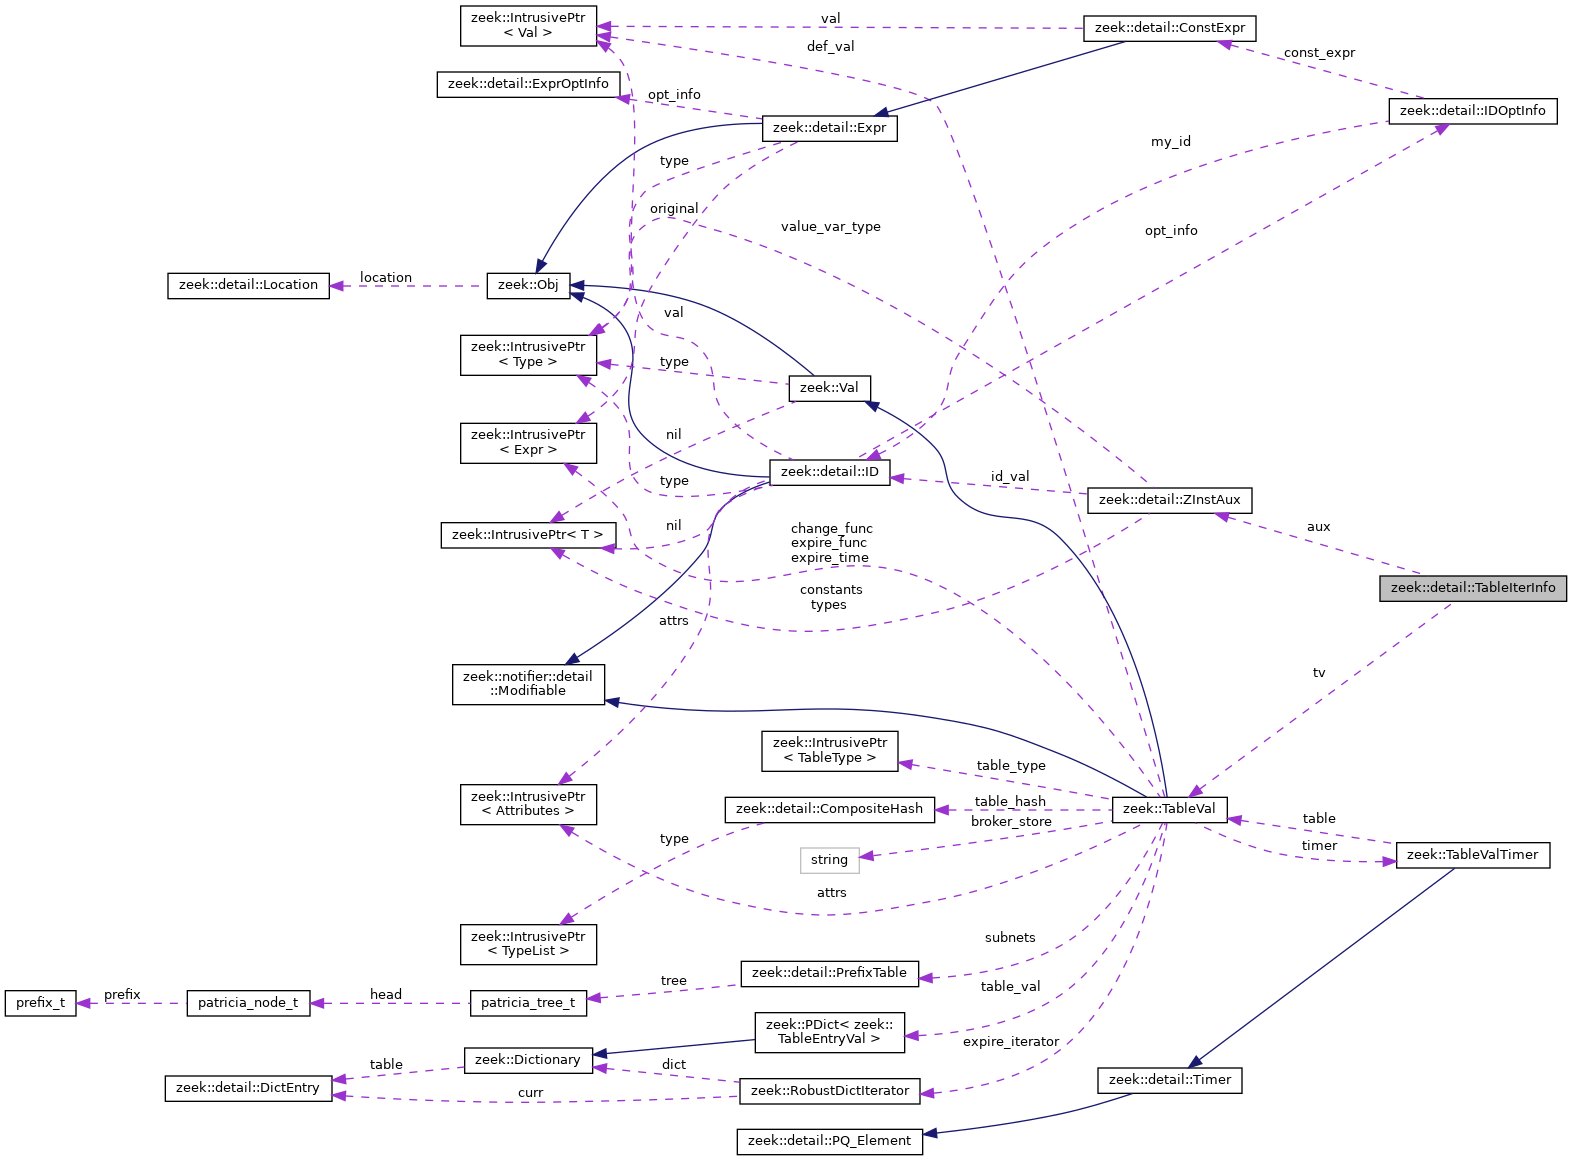 zeek::IntrusivePtr
< Val >
val
zeek::detail::ConstExpr
def_val
const_expr
zeek::detail::ExprOptInfo
opt_info
zeek::detail::IDOptInfo
zeek::detail::Expr
my_id
type
original
value_var_type
opt_info
zeek::detail::Location
location
zeek::Obj
val
zeek::IntrusivePtr
< Type >
type
zeek::Val
zeek::IntrusivePtr
< Expr >
nil
zeek::detail::ID
type
id_val
zeek::detail::ZInstAux
zeek::IntrusivePtr< T >
nil
change_func
expire_func
expire_time
aux
zeek::detail::TableIterInfo
constants
types
attrs
zeek::notifier::detail
::Modifiable
tv
zeek::IntrusivePtr
< TableType >
table_type
zeek::IntrusivePtr
< Attributes >
zeek::detail::CompositeHash
table_hash
zeek::TableVal
broker_store
table
type
string
timer
zeek::TableValTimer
attrs
zeek::IntrusivePtr
< TypeList >
subnets
zeek::detail::PrefixTable
tree
table_val
prefix_t
prefix
patricia_node_t
head
patricia_tree_t
zeek::PDict< zeek::
TableEntryVal >
expire_iterator
zeek::Dictionary
table
dict
zeek::detail::DictEntry
curr
zeek::RobustDictIterator
zeek::detail::Timer
zeek::detail::PQ_Element